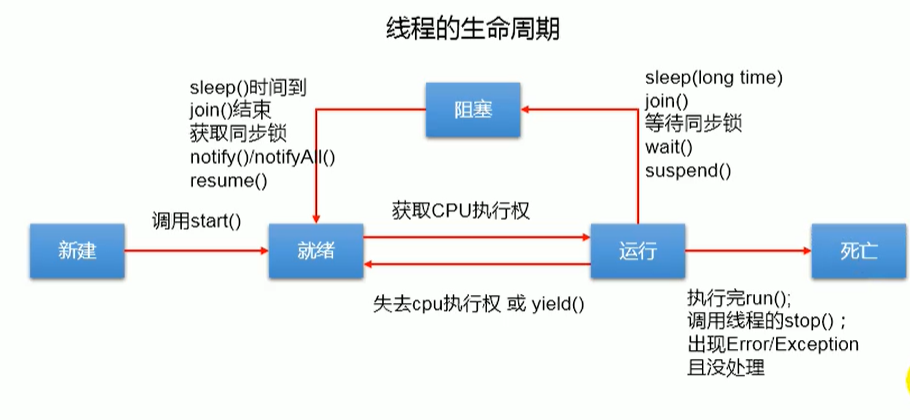 线程的生命周期
sleep()时间到
join()结束
获取同步锁
notify()/notifyAll()
resume()
阻塞
sleep(long time)
join()
等待同步锁
wait()
suspend()
调用start()
获取CPU执行权
新建
就绪
运行
死亡
失去cpu执行权 或 yield()
执行完run();
调用线程的stop()；
出现Error/Exception
且没处理